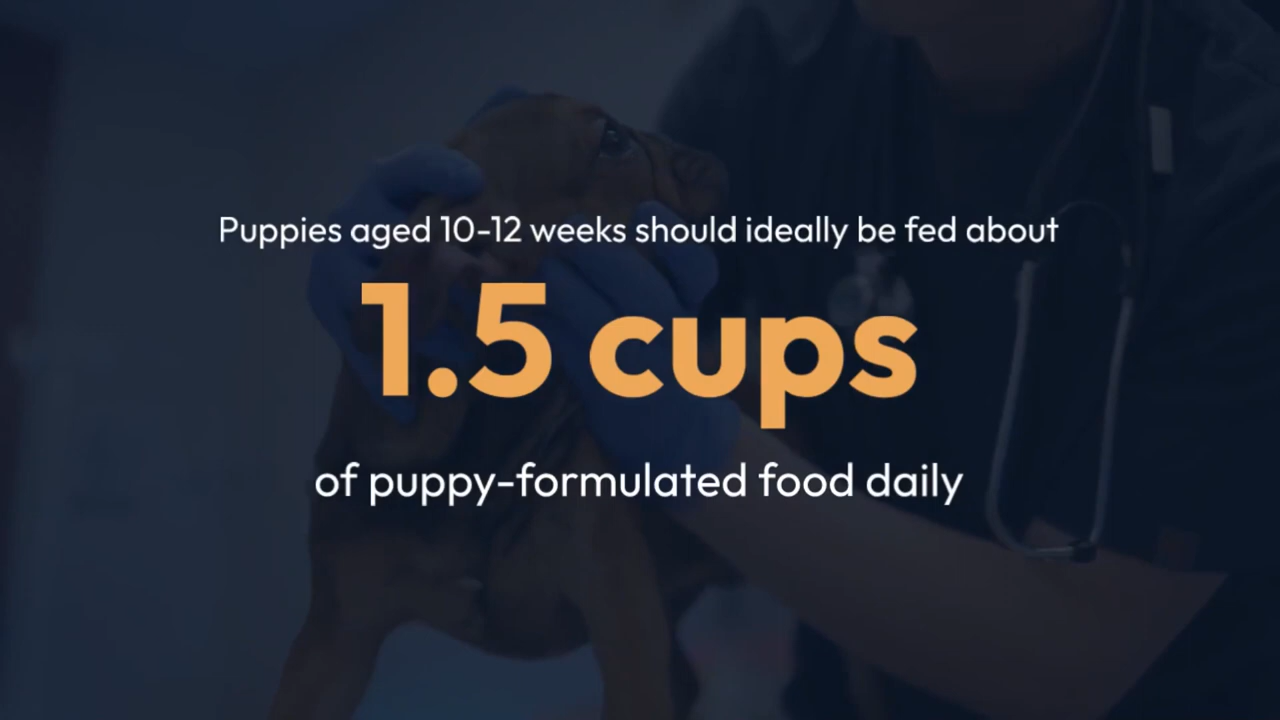 Puppies aged 10-12 weeks should ideally be fed about
1.5 cups
of puppy-formulated food daily